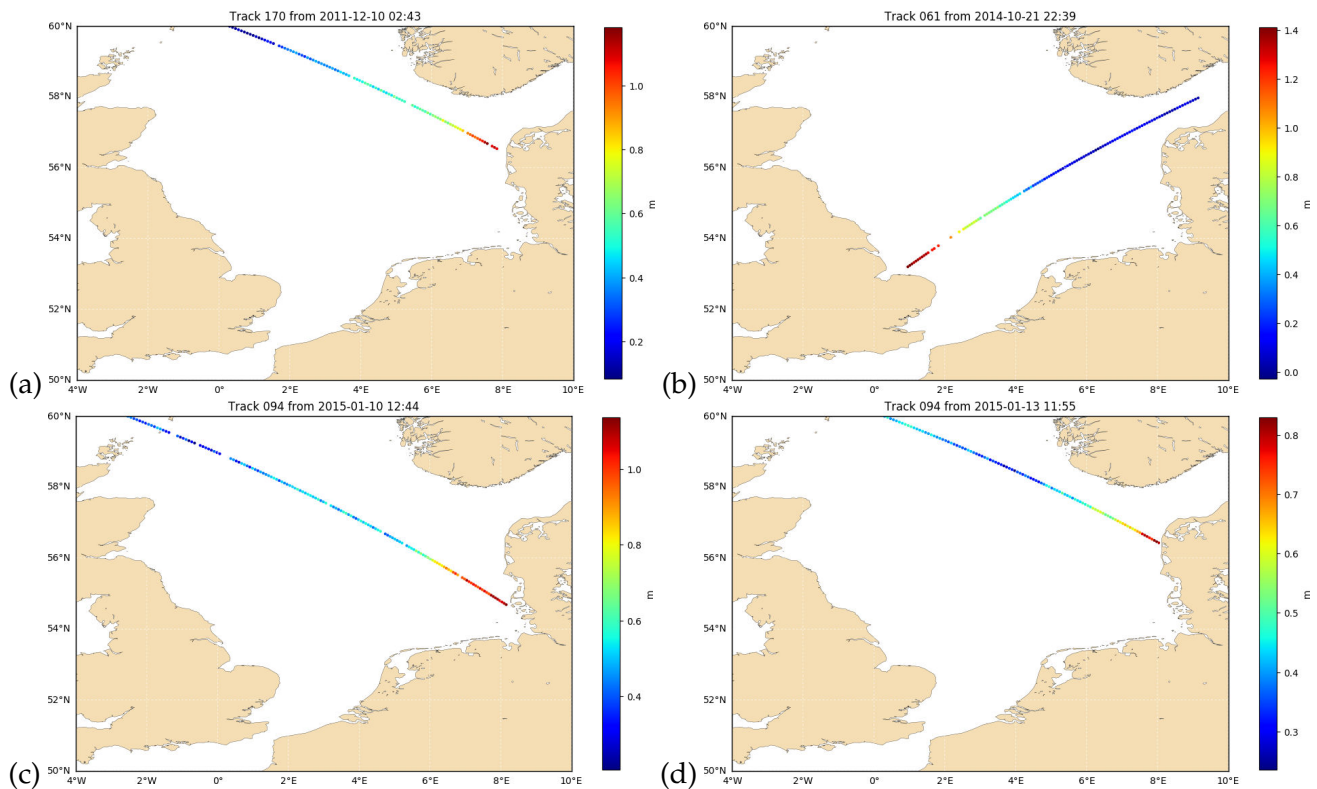 Track 170 from 2011-12-10 02:43
60°N
58°N
56°N
54°N
52°N
50°N
4°W 2°W 0° 2°E 4°E 6°E 8°E 10°E
1.0
0.8
0.6
0.4
0.2
m
(a)
Track 061 from 2014-10-21 22:39
60°N
58°N
56°N
54°N
52°N
50°N
4°W 2°W 0° 2°E 4°E 6°E 8°E 10°E
1.4
1.2
1.0
0.8
0.6
0.4
0.2
0.0
m
(b)
Track 094 from 2015-01-10 12:44
60°N
58°N
56°N
54°N
52°N
50°N
4°W 2°W 0° 2°E 4°E 6°E 8°E 10°E
1.0
0.8
0.6
0.4
m
(c)
Track 094 from 2015-01-13 11:55
60°N
58°N
56°N
54°N
52°N
50°N
4°W 2°W 0° 2°E 4°E 6°E 8°E 10°E
0.8
0.7
0.6
0.5
0.4
0.3
m
(d)